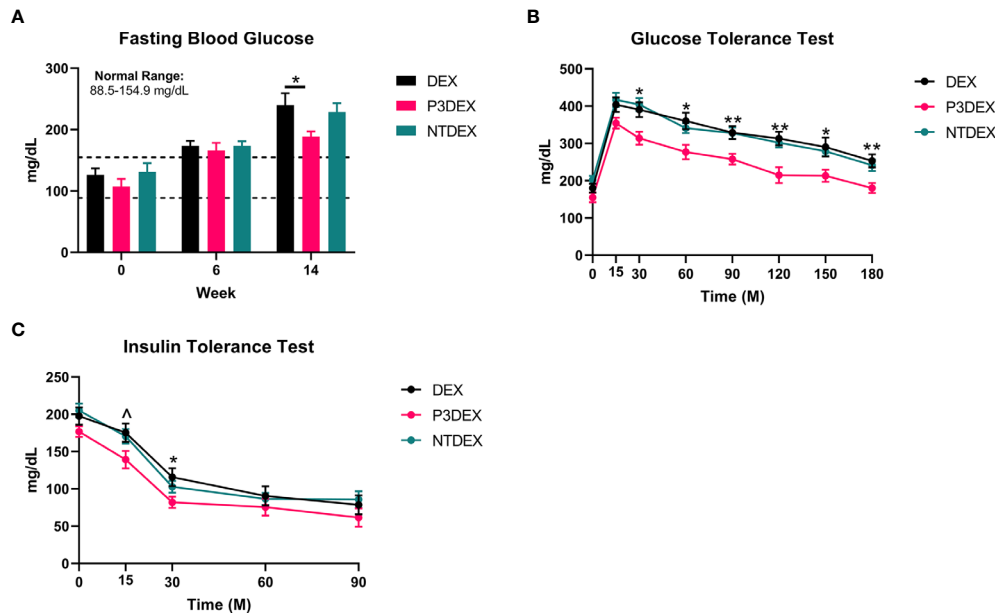 A
Fasting Blood Glucose
Normal Range:
88.5-154.9 mg/dL
*
DEX
P3DEX
NTDEX
mg/dL
300
200
100
0
0 6 14
Week
B
Glucose Tolerance Test
* * ** ** * **
DEX
P3DEX
NTDEX
mg/dL
500
400
300
200
100
0
0 15 30 60 90 120 150 180
Time (M)
C
Insulin Tolerance Test
^ *
DEX
P3DEX
NTDEX
mg/dL
250
200
150
100
50
0
0 15 30 60 90
Time (M)